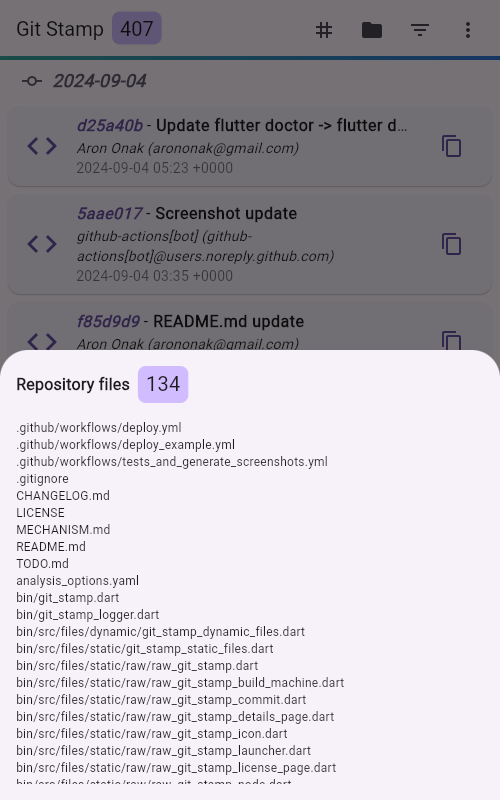 Git Stamp 407
2024-09-04
d25a40b - Update flutter doctor -> flutter d...
Aron Onak (arononak@gmail.com)
2024-09-04 05:23 +0000
5aae017 - Screenshot update
github-actions[bot] (github-
actions[bot]@users.noreply.github.com)
2024-09-04 03:35 +0000
f85d9d9 - README.md update
Aron Onak (arononak@gmail.com)
Repository files 134
.github/workflows/deploy.yml
.github/workflows/deploy_example.yml
.github/workflows/tests_and_generate_screenshots.yml
.gitignore
CHANGELOG.md
LICENSE
MECHANISM.md
README.md
TODO.md
analysis_options.yaml
bin/git_stamp.dart
bin/git_stamp_logger.dart
bin/src/files/dynamic/git_stamp_dynamic_files.dart
bin/src/files/static/git_stamp_static_files.dart
bin/src/files/static/raw/raw_git_stamp.dart
bin/src/files/static/raw/raw_git_stamp_build_machine.dart
bin/src/files/static/raw/raw_git_stamp_commit.dart
bin/src/files/static/raw/raw_git_stamp_details_page.dart
bin/src/files/static/raw/raw_git_stamp_icon.dart
bin/src/files/static/raw/raw_git_stamp_launcher.dart
bin/src/files/static/raw/raw_git_stamp_license_page.dart
bin/src/files/static/raw/raw_git_stamp_node.dart